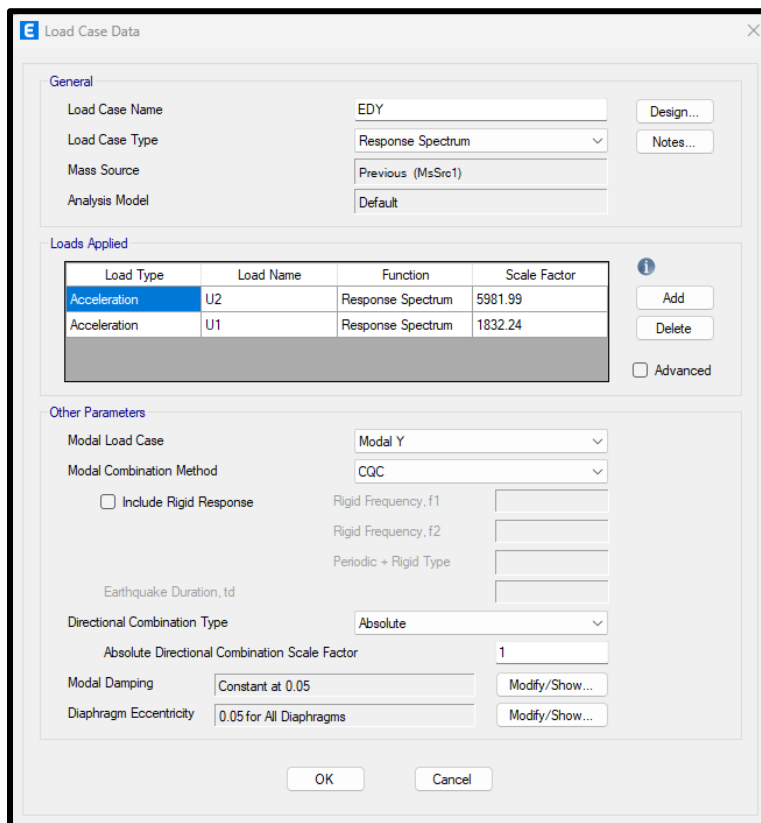 E Load Case Data
General
Load Case Name EDY Design...
Load Case Type Response Spectrum Notes...
Mass Source Previous (MsSrc1)
Analysis Model Default
Loads Applied
Load Type Load Name Function Scale Factor
Acceleration U2 Response Spectrum 5981.99 Add
Acceleration U1 Response Spectrum 1832.24 Delete
Advanced
Other Parameters
Modal Load Case Modal Y
Modal Combination Method CQC
Include Rigid Response Rigid Frequency, f1
Rigid Frequency, f2
Periodic + Rigid Type
Earthquake Duration, td
Directional Combination Type Absolute
Absolute Directional Combination Scale Factor 1
Modal Damping Constant at 0.05 Modify/Show...
Diaphragm Eccentricity 0.05 for All Diaphragms Modify/Show...
OK Cancel